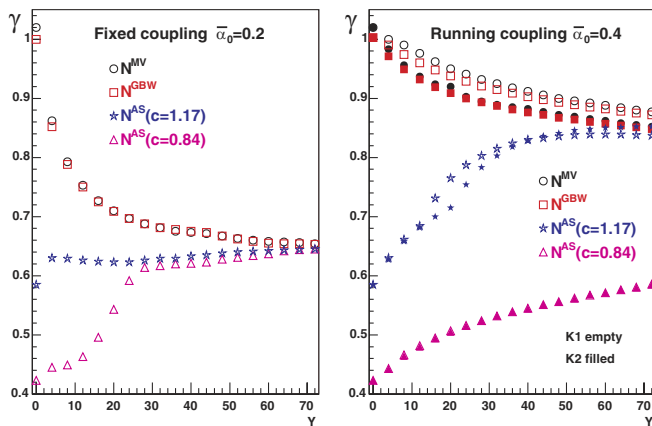 γ
Fixed coupling ᾱ₀=0.2
1
0.9
0.8
0.7
0.6
0.5
0.4
N^MV
N^GBW
N^AS(c=1.17)
N^AS(c=0.84)
0 10 20 30 40 50 60 70
Y
γ
Running coupling ᾱ₀=0.4
1
0.9
0.8
0.7
0.6
0.5
0.4
N^MV
N^GBW
N^AS(c=1.17)
N^AS(c=0.84)
K1 empty
K2 filled
0 10 20 30 40 50 60 70
Y